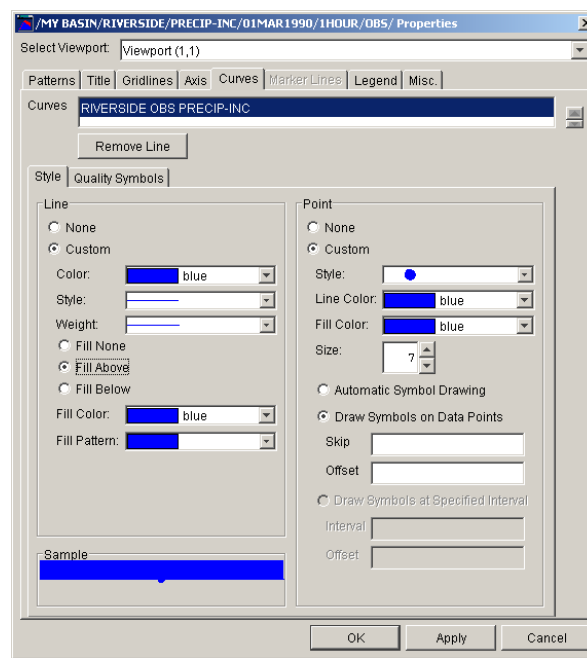 /MY BASIN/RIVERSIDE/PRECIP-INC/01MAR1990/1HOUR/OBS/ Properties
Select Viewport: Viewport (1,1)
Patterns Title Gridlines Axis Curves Marker Lines Legend Misc.
Curves RIVERSIDE OBS PRECIP-INC
Remove Line
Style Quality Symbols
Line
None
Custom
Color: blue
Style:
Weight:
Fill None
Fill Above
Fill Below
Fill Color: blue
Fill Pattern:
Sample
Point
None
Custom
Style:
Line Color: blue
Fill Color: blue
Size: 7
Automatic Symbol Drawing
Draw Symbols on Data Points
Skip
Offset
Draw Symbols at Specified Interval
Interval
Offset
OK Apply Cancel